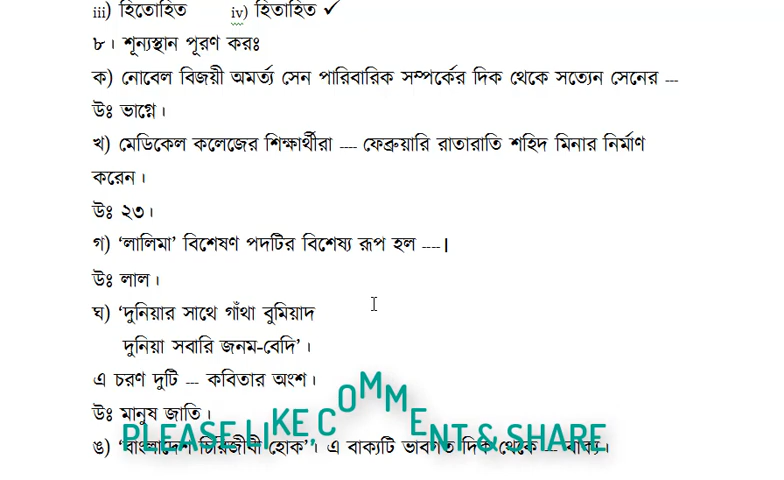 iii) হিতোহিত iv) হিতাহিত ✓
৮। শূন্যস্থান পূরণ করঃ
ক) নোবেল বিজয়ী অমর্ত্য সেন পারিবারিক সম্পর্কের দিক থেকে সত্যেন সেনের ---
উঃ ভাগ্নে।
খ) মেডিকেল কলেজের শিক্ষার্থীরা ---- ফেব্রুয়ারি রাতারাতি শহিদ মিনার নির্মাণ
করেন।
উঃ ২৩।
গ) ‘লালিমা’ বিশেষণ পদটির বিশেষ্য রূপ হল ----।
উঃ লাল।
ঘ) ‘দুনিয়ার সাথে গাঁথা বুমিয়াদ
দুনিয়া সবারি জনম-বেদি’।
এ চরণ দুটি --- কবিতার অংশ।
উঃ মানুষ জাতি।
PLEASE LIKE, COMMENT & SHARE
ঙ) ‘বাংলাদেশ চিরজীবী হোক’। এ বাক্যটি ভাবগত দিক থেকে --- বাক্য।